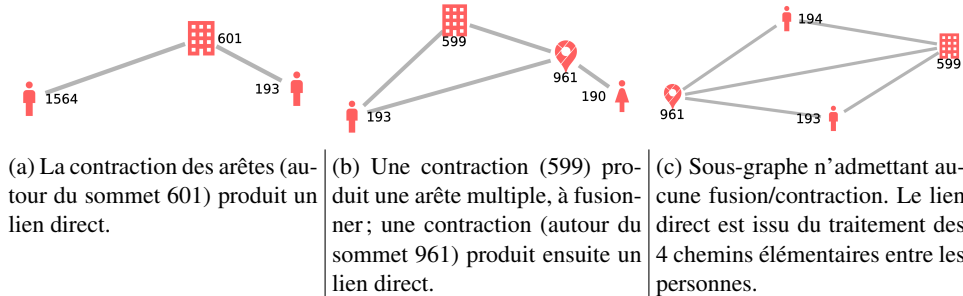 601
1564
193
599
961
193
190
194
599
961
193
(a) La contraction des arêtes (au-
tour du sommet 601) produit un
lien direct.
(b) Une contraction (599) pro-
duit une arête multiple, à fusion-
ner ; une contraction (autour du
sommet 961) produit ensuite un
lien direct.
(c) Sous-graphe n'admettant au-
cune fusion/contraction. Le lien
direct est issu du traitement des
4 chemins élémentaires entre les
personnes.